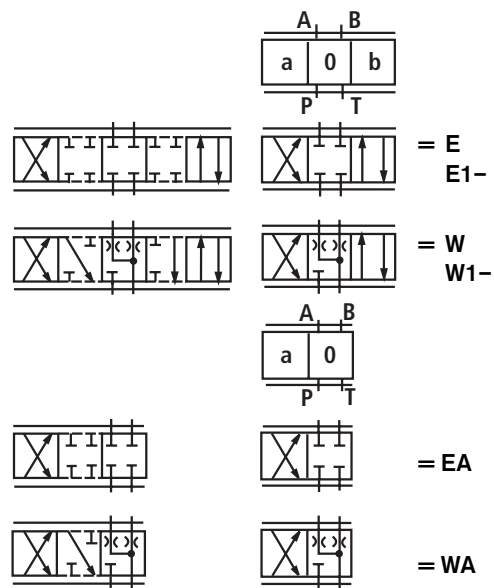 A B
a 0 b
P T
= E
E1–
= W
W1–
A B
a 0
P T
= EA
= WA